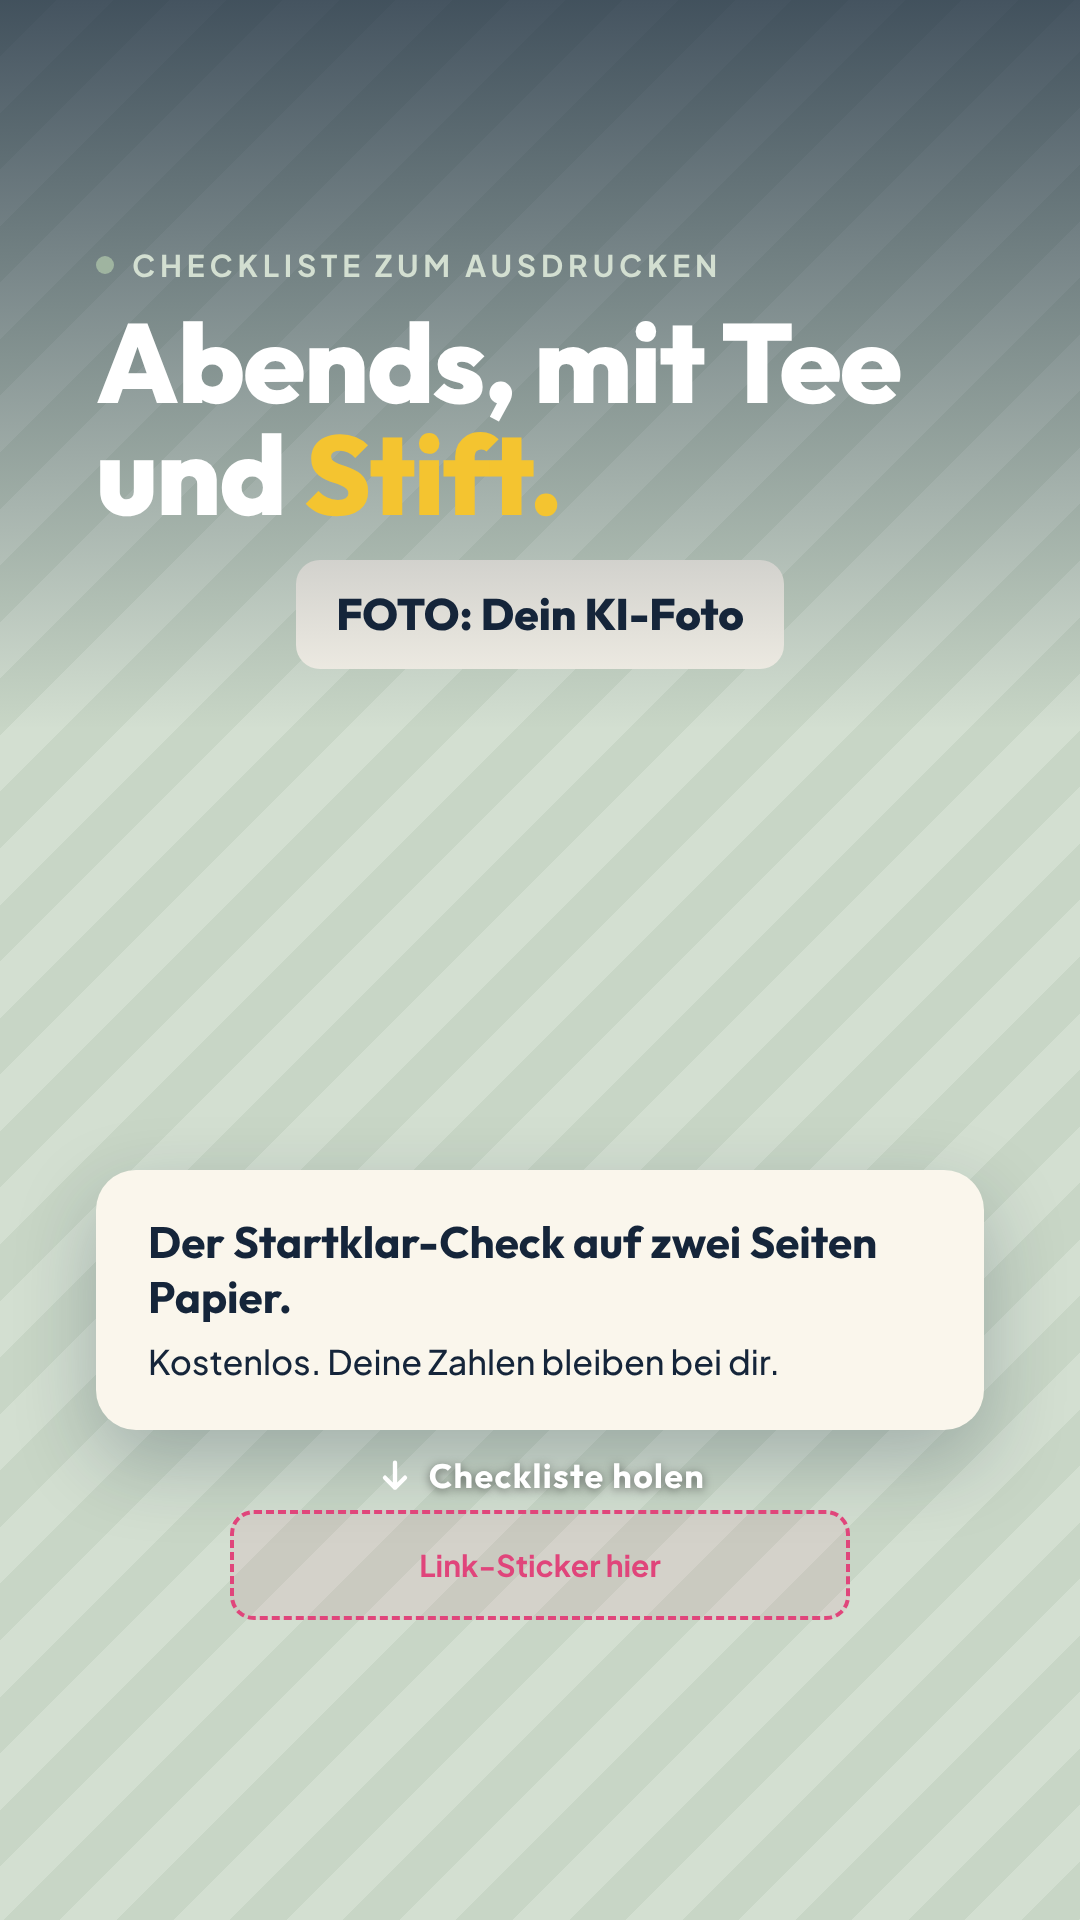 CHECKLISTE ZUM AUSDRUCKEN
Abends, mit Tee
und Stift.
FOTO: Dein KI-Foto
Der Startklar-Check auf zwei Seiten
Papier.
Kostenlos. Deine Zahlen bleiben bei dir.
↓ Checkliste holen
Link-Sticker hier